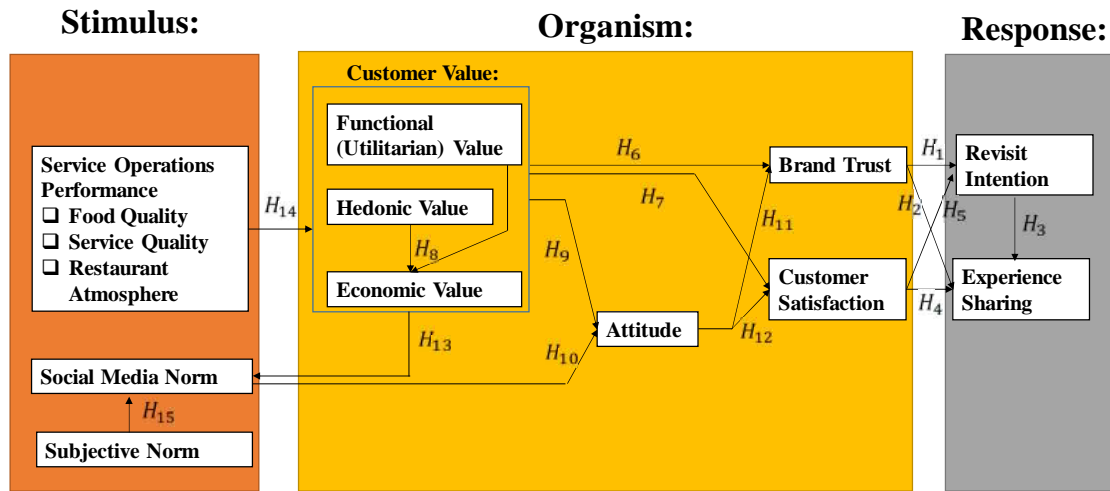 Stimulus:
Organism:
Response:
Customer Value:
Functional
(Utilitarian) Value
Hedonic Value
H₈
Economic Value
Service Operations
Performance
❑ Food Quality
❑ Service Quality
❑ Restaurant
Atmosphere
H₁₄
Social Media Norm
H₁₅
Subjective Norm
H₁₃
H₁₀
H₉
Attitude
H₆
H₇
H₁₁
H₁₂
Brand Trust
Customer
Satisfaction
H₁
H₂
H₅
H₄
Revisit
Intention
H₃
Experience
Sharing